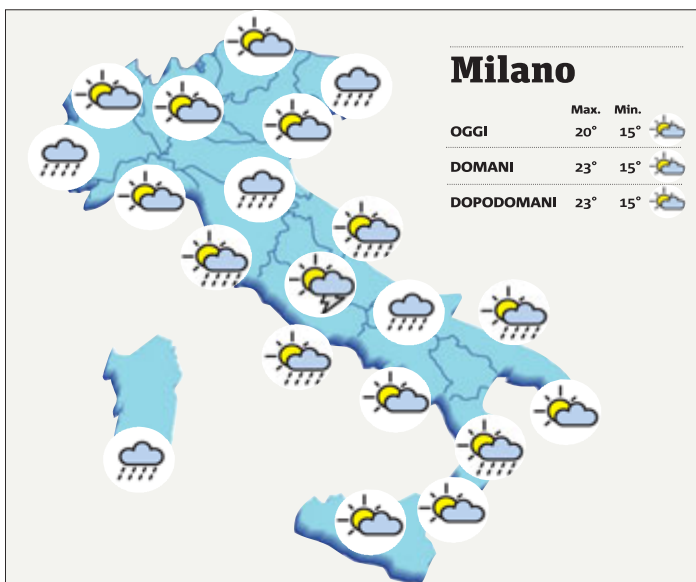 Milano
Max. Min.
OGGI 20° 15°
DOMANI 23° 15°
DOPODOMANI 23° 15°